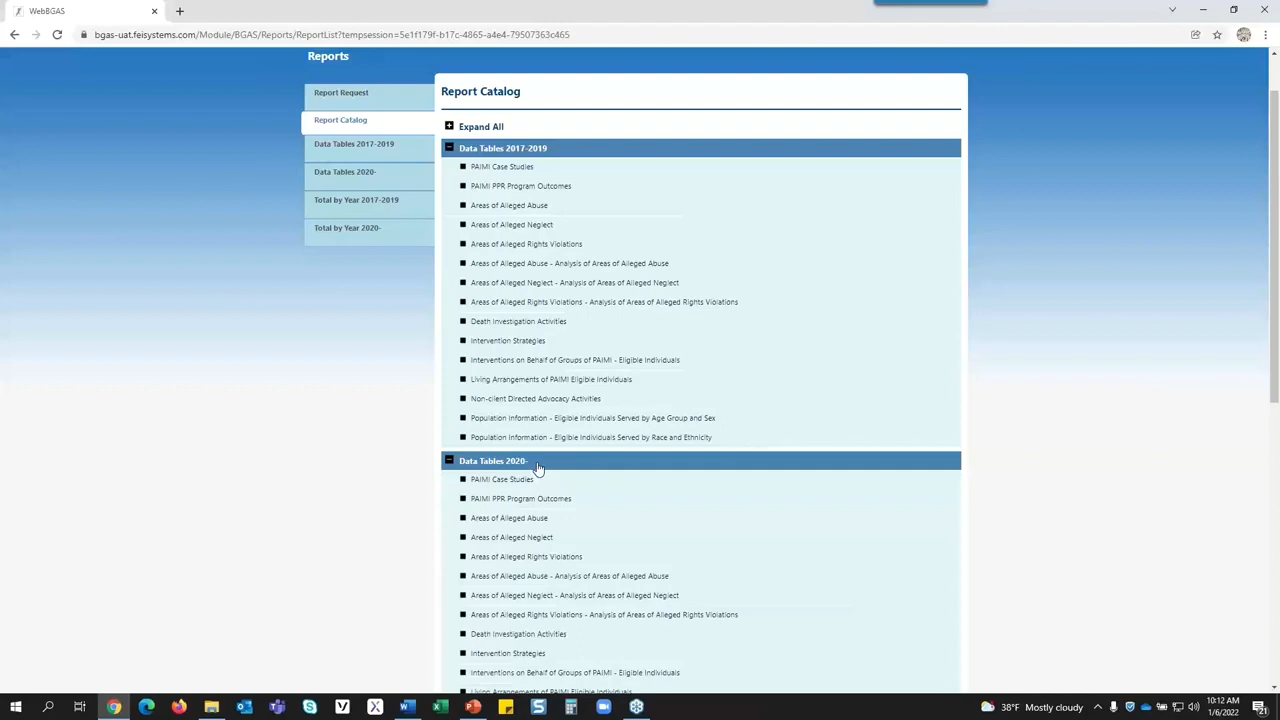 WebBGAS
bgas-uat.feisystems.com/Module/BGAS/Reports/ReportList?tempsession=5e1f179f-b17c-4865-a4e4-79507363c465
Reports
Report Request
Report Catalog
Data Tables 2017-2019
Data Tables 2020-
Total by Year 2017-2019
Total by Year 2020-
Report Catalog
Expand All
Data Tables 2017-2019
PAIMI Case Studies
PAIMI PPR Program Outcomes
Areas of Alleged Abuse
Areas of Alleged Neglect
Areas of Alleged Rights Violations
Areas of Alleged Abuse - Analysis of Areas of Alleged Abuse
Areas of Alleged Neglect - Analysis of Areas of Alleged Neglect
Areas of Alleged Rights Violations - Analysis of Areas of Alleged Rights Violations
Death Investigation Activities
Intervention Strategies
Interventions on Behalf of Groups of PAIMI - Eligible Individuals
Living Arrangements of PAIMI Eligible Individuals
Non-client Directed Advocacy Activities
Population Information - Eligible Individuals Served by Age Group and Sex
Population Information - Eligible Individuals Served by Race and Ethnicity
Data Tables 2020-
PAIMI Case Studies
PAIMI PPR Program Outcomes
Areas of Alleged Abuse
Areas of Alleged Neglect
Areas of Alleged Rights Violations
Areas of Alleged Abuse - Analysis of Areas of Alleged Abuse
Areas of Alleged Neglect - Analysis of Areas of Alleged Neglect
Areas of Alleged Rights Violations - Analysis of Areas of Alleged Rights Violations
Death Investigation Activities
Intervention Strategies
Interventions on Behalf of Groups of PAIMI - Eligible Individuals
Living Arrangements of PAIMI Eligible Individuals
38°F Mostly cloudy
10:12 AM
1/6/2022
21